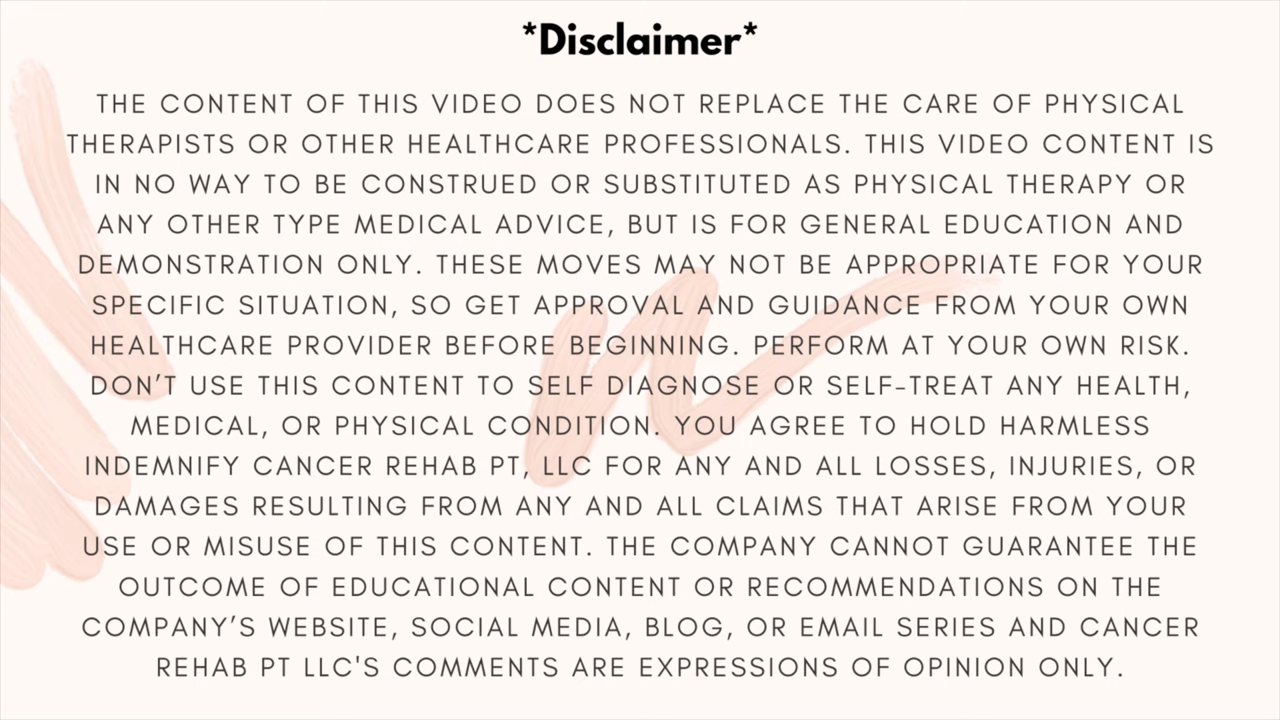 *Disclaimer*
THE CONTENT OF THIS VIDEO DOES NOT REPLACE THE CARE OF PHYSICAL
THERAPISTS OR OTHER HEALTHCARE PROFESSIONALS. THIS VIDEO CONTENT IS
IN NO WAY TO BE CONSTRUED OR SUBSTITUTED AS PHYSICAL THERAPY OR
ANY OTHER TYPE MEDICAL ADVICE, BUT IS FOR GENERAL EDUCATION AND
DEMONSTRATION ONLY. THESE MOVES MAY NOT BE APPROPRIATE FOR YOUR
SPECIFIC SITUATION, SO GET APPROVAL AND GUIDANCE FROM YOUR OWN
HEALTHCARE PROVIDER BEFORE BEGINNING. PERFORM AT YOUR OWN RISK.
DON’T USE THIS CONTENT TO SELF DIAGNOSE OR SELF-TREAT ANY HEALTH,
MEDICAL, OR PHYSICAL CONDITION. YOU AGREE TO HOLD HARMLESS
INDEMNIFY CANCER REHAB PT, LLC FOR ANY AND ALL LOSSES, INJURIES, OR
DAMAGES RESULTING FROM ANY AND ALL CLAIMS THAT ARISE FROM YOUR
USE OR MISUSE OF THIS CONTENT. THE COMPANY CANNOT GUARANTEE THE
OUTCOME OF EDUCATIONAL CONTENT OR RECOMMENDATIONS ON THE
COMPANY’S WEBSITE, SOCIAL MEDIA, BLOG, OR EMAIL SERIES AND CANCER
REHAB PT LLC'S COMMENTS ARE EXPRESSIONS OF OPINION ONLY.